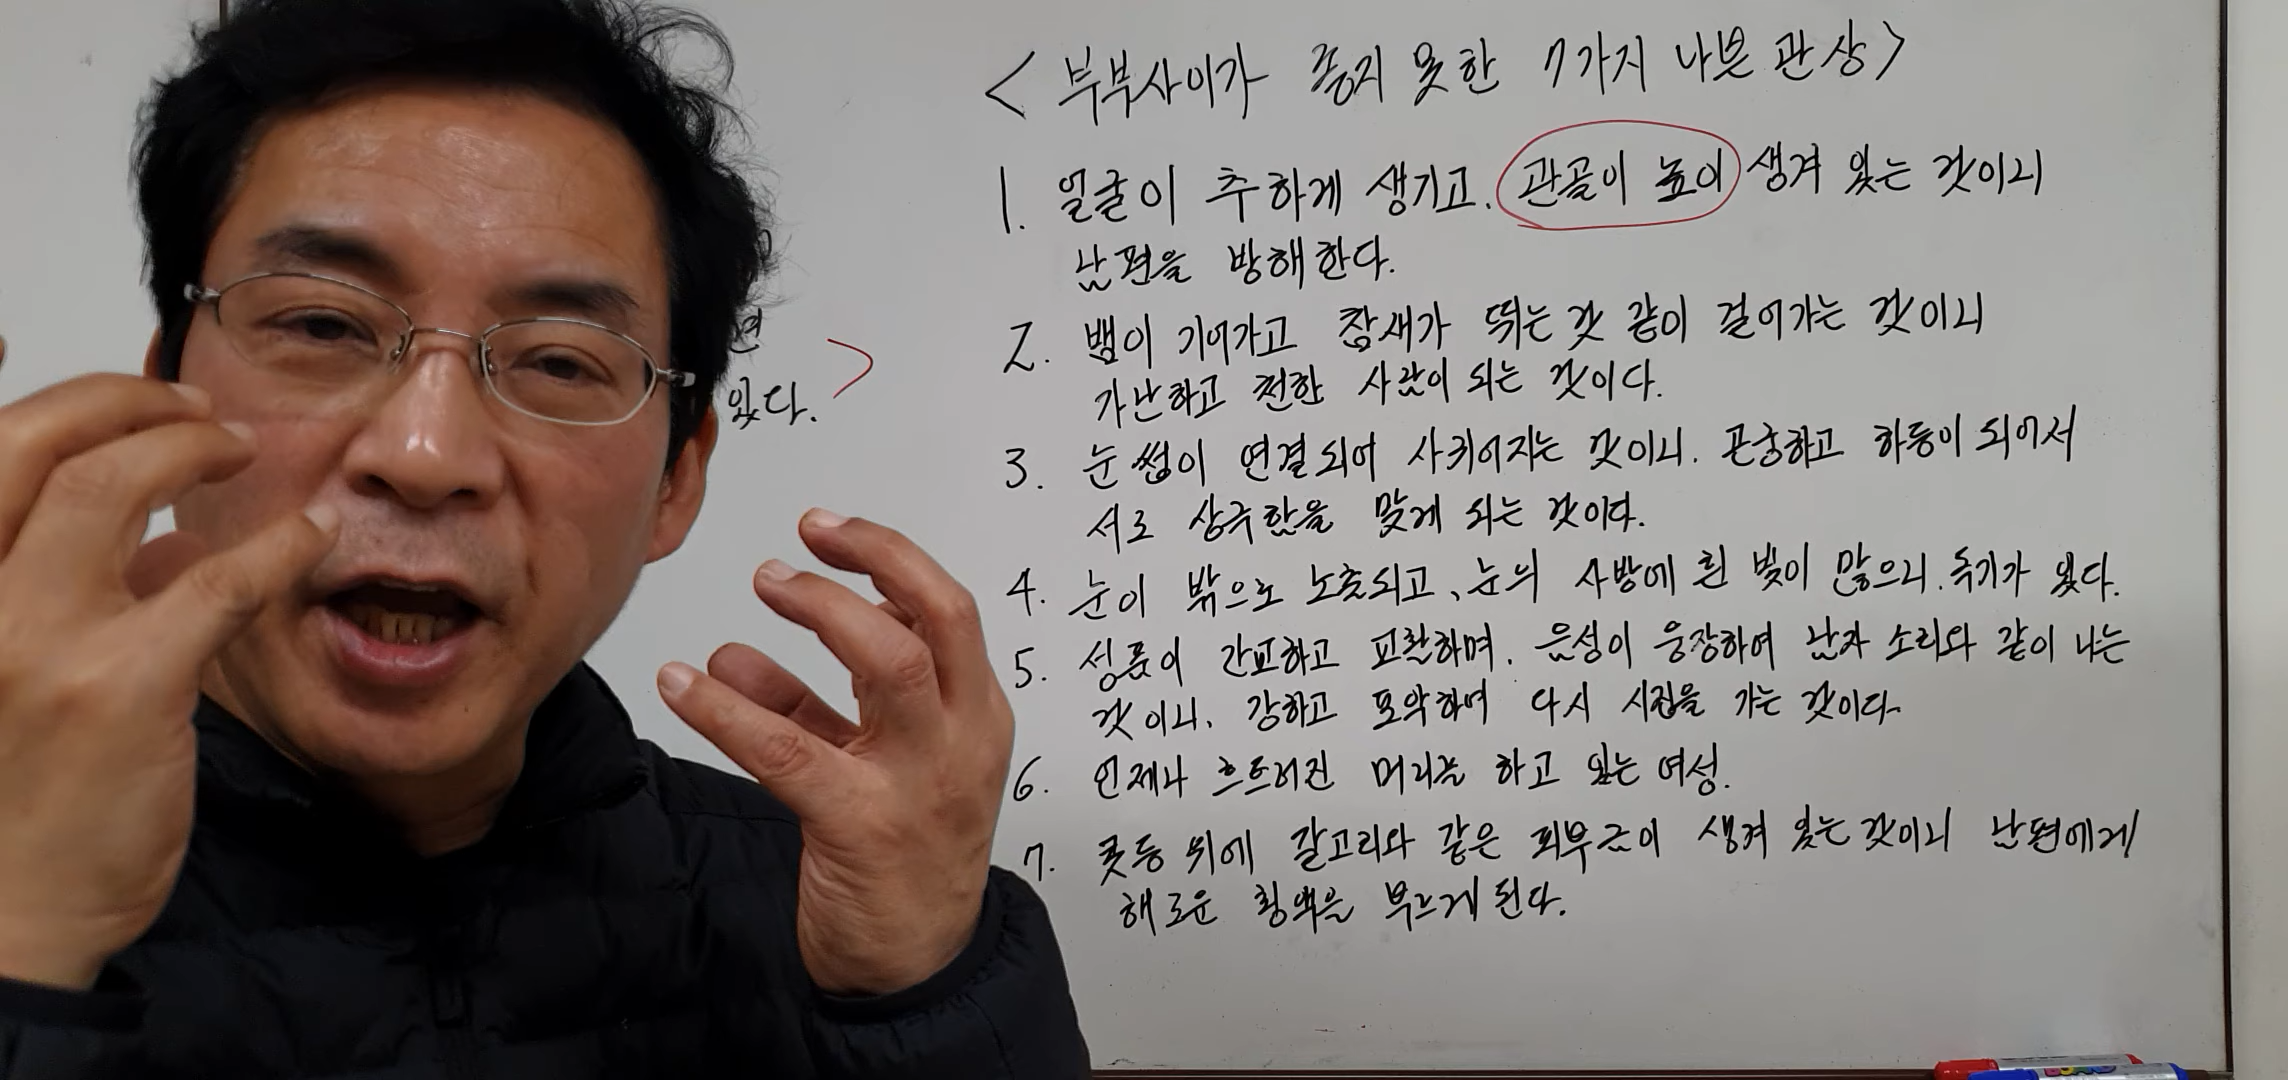 <부부사이가 좋지 못한 7가지 나쁜 관상>
1. 얼굴이 추하게 생기고. 관골이 높이 생겨 있는 것이니
남편을 방해한다.
2. 뱀이 기어가고 참새가 뛰는 것 같이 걸어가는 것이니
가난하고 천한 사람이 되는 것이다.
3. 눈썹이 연결되어 사귀어지는 것이니. 곤궁하고 하등이 되어서
서로 상극함을 맞게 되는 것이다.
4. 눈이 밖으로 노출되고, 눈의 사방에 흰 빛이 많으니. 독기가 있다.
5. 성품이 간교하고 교활하며. 음성이 웅장하여 남자 소리와 같이 나는
것이니. 강하고 포악하여 다시 시집을 가는 것이다.
6. 언제나 흐트러진 머리를 하고 있는 여성.
7. 콧등 위에 갈고리와 같은 피부근이 생겨 있는 것이니 남편에게
해로운 횡액을 부르게 된다.
면
있다. >